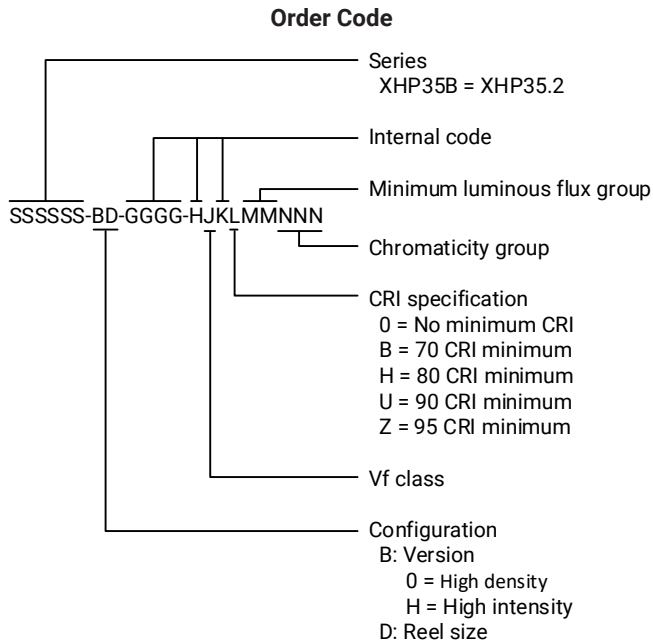 Order Code
Series
XHP35B = XHP35.2
Internal code
Minimum luminous flux group
SSSSSS-BD-GGGG-HJKLMMNNN
Chromaticity group
CRI specification
0 = No minimum CRI
B = 70 CRI minimum
H = 80 CRI minimum
U = 90 CRI minimum
Z = 95 CRI minimum
Vf class
Configuration
B: Version
0 = High density
H = High intensity
D: Reel size